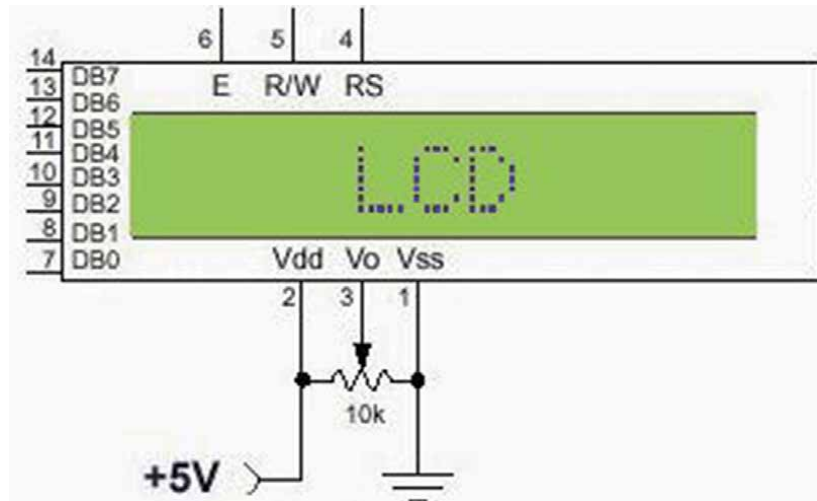 6 5 4
14 DB7 E R/W RS
13 DB6
12 DB5
11 DB4
10 DB3
9 DB2
8 DB1
7 DB0
LCD
Vdd Vo Vss
2 3 1
10k
+5V